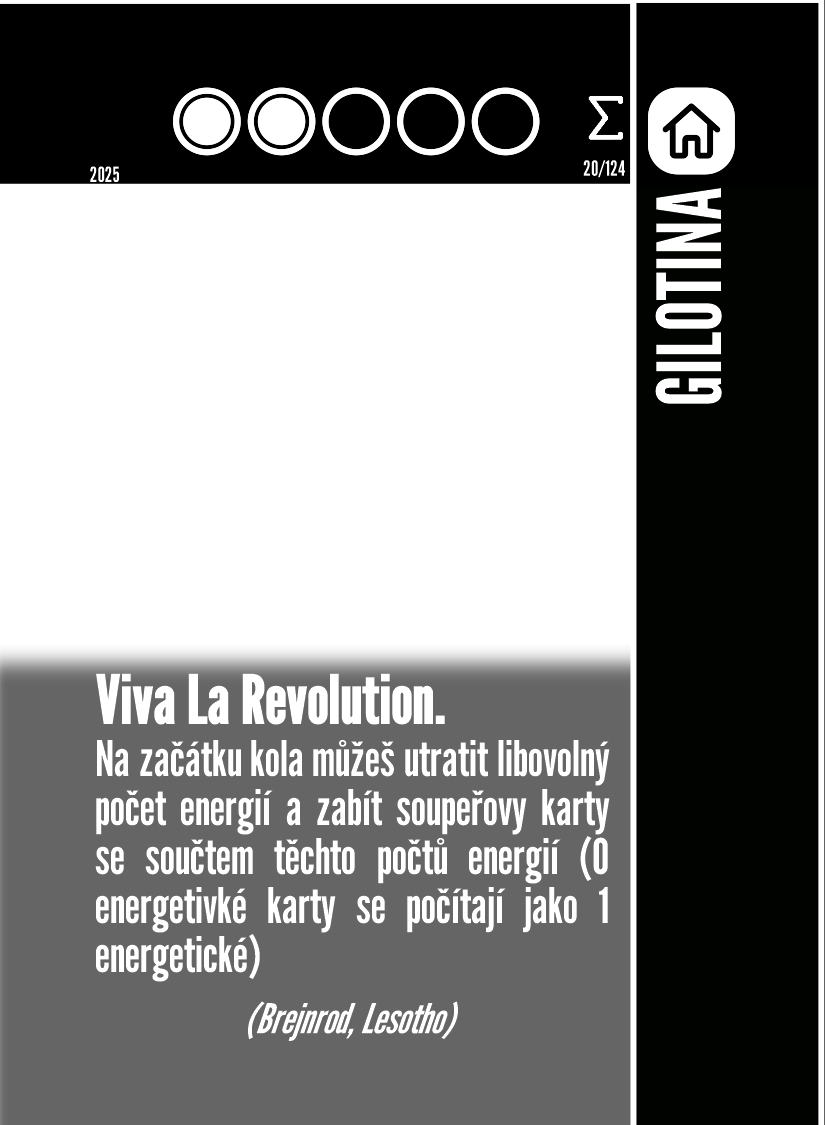 Σ
2025
20/124
GILOTINA
Viva La Revolution.
Na začátku kola můžeš utratit libovolný
počet energií a zabít soupeřovy karty
se součtem těchto počtů energií (0
energetivké karty se počítají jako 1
energetické)
(Brejnrod, Lesotho)